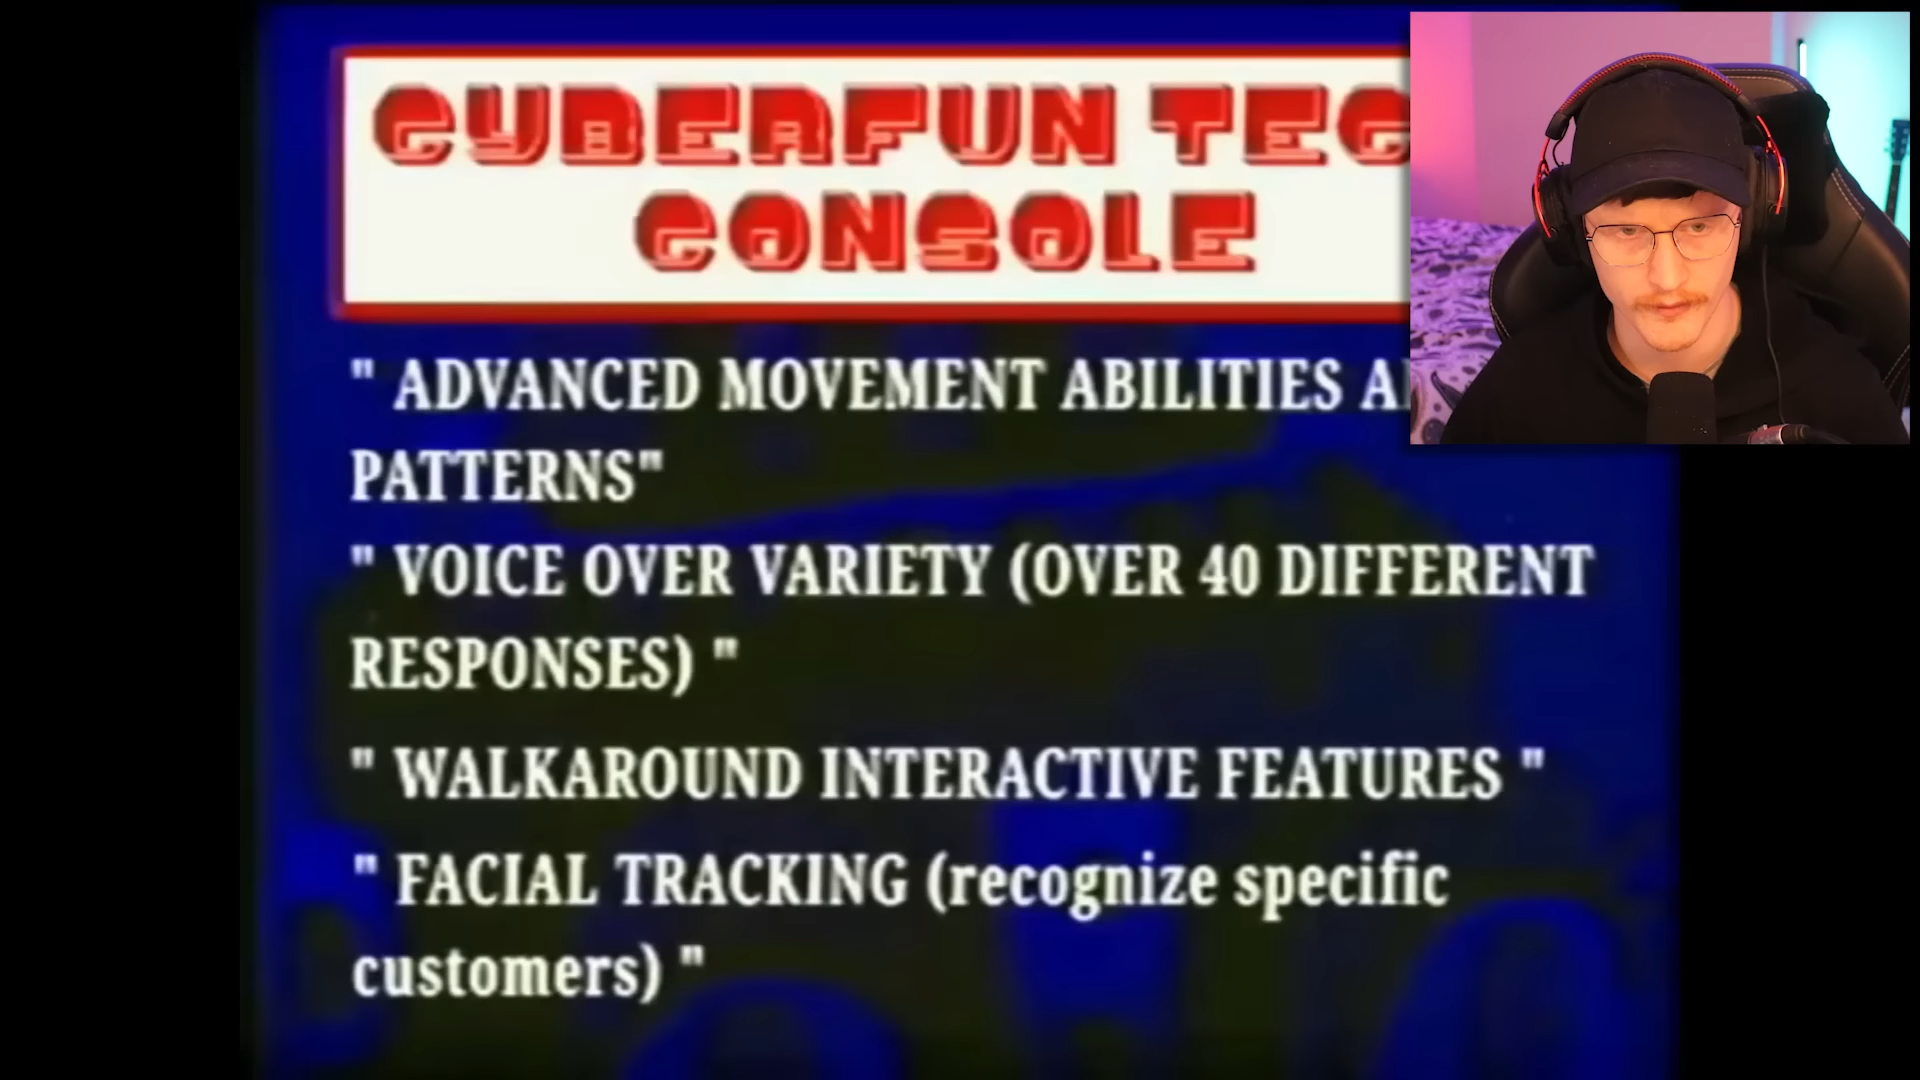 CYBERFUN TEC
CONSOLE
" ADVANCED MOVEMENT ABILITIES
PATTERNS"
" VOICE OVER VARIETY (OVER 40 DIFFERENT
RESPONSES) "
" WALKAROUND INTERACTIVE FEATURES "
" FACIAL TRACKING (recognize specific
customers) "